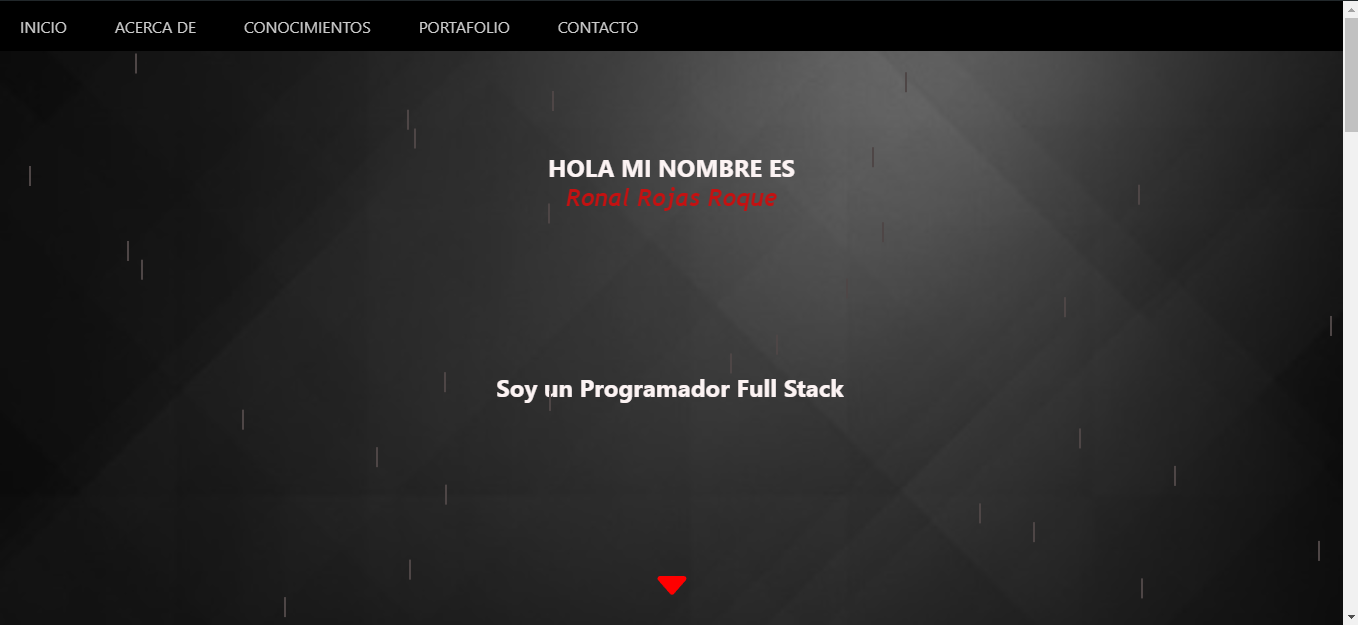 INICIO ACERCA DE CONOCIMIENTOS PORTAFOLIO CONTACTO
HOLA MI NOMBRE ES
Ronal Rojas Roque
Soy un Programador Full Stack